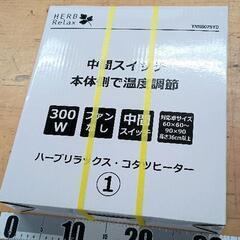 HERB
Relax
中間スイッチ
本体側で温度調節
300
W
ファン
なし
中間
スイッチ
対応炉サイズ
60×60~
90×90
高さ36cm以上
ハーブリラックス・コタツヒーター
①